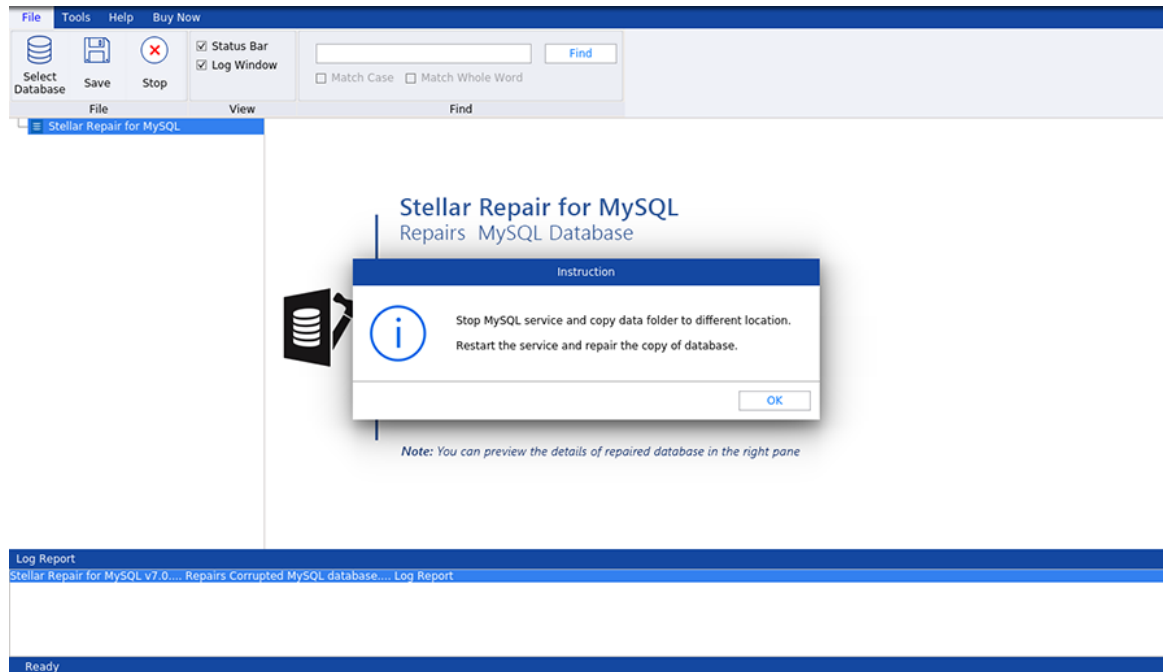 File Tools Help Buy Now
Select
Database
Save
Stop
Status Bar
Log Window
Find
Match Case
Match Whole Word
File
View
Find
Stellar Repair for MySQL
Stellar Repair for MySQL
Repairs MySQL Database
Instruction
Stop MySQL service and copy data folder to different location.
Restart the service and repair the copy of database.
OK
Note: You can preview the details of repaired database in the right pane
Log Report
Stellar Repair for MySQL v7.0.... Repairs Corrupted MySQL database.... Log Report
Ready